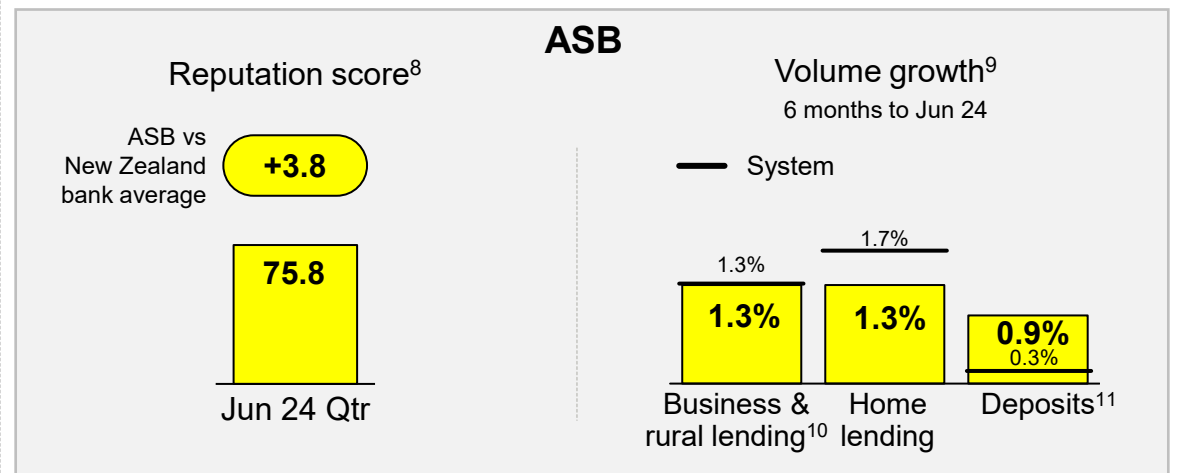 ASB
Reputation score8
ASB vs
New Zealand
bank average
+3.8
75.8
Jun 24 Qtr
Volume growth9
6 months to Jun 24
System
1.3%
1.3%
1.7%
1.3%
0.9%
0.3%
Business &
rural lending10
Home
lending
Deposits11